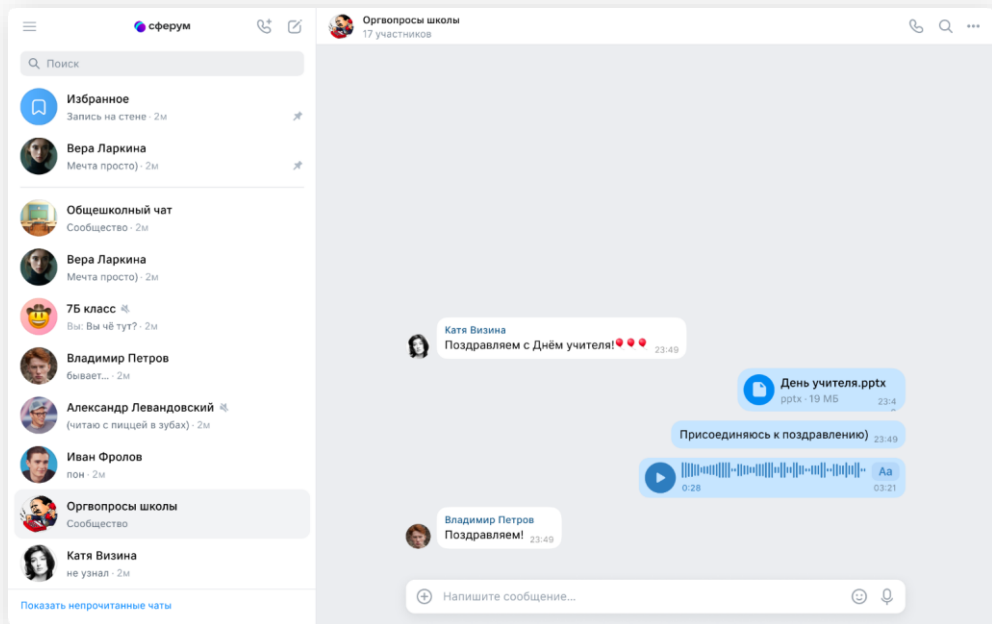 сферум
Поиск
Избранное
Запись на стене · 2м
Вера Ларкина
Мечта просто) · 2м
Общешкольный чат
Сообщество · 2м
Вера Ларкина
Мечта просто) · 2м
7Б класс
Вы: Вы чё тут? · 2м
Владимир Петров
бывает... · 2м
Александр Левандовский
(читаю с пиццей в зубах) · 2м
Иван Фролов
пон · 2м
Оргвопросы школы
Сообщество
Катя Визина
не узнал · 2м
Показать непрочитанные чаты
Оргвопросы школы
17 участников
Катя Визина
Поздравляем с Днём учителя!🎈🎈🎈 23:49
День учителя.pptx
pptx · 19 МБ 23:4
Присоединяюсь к поздравлению) 23:49
Aa
0:28 03:21
Владимир Петров
Поздравляем! 23:49
Напишите сообщение...